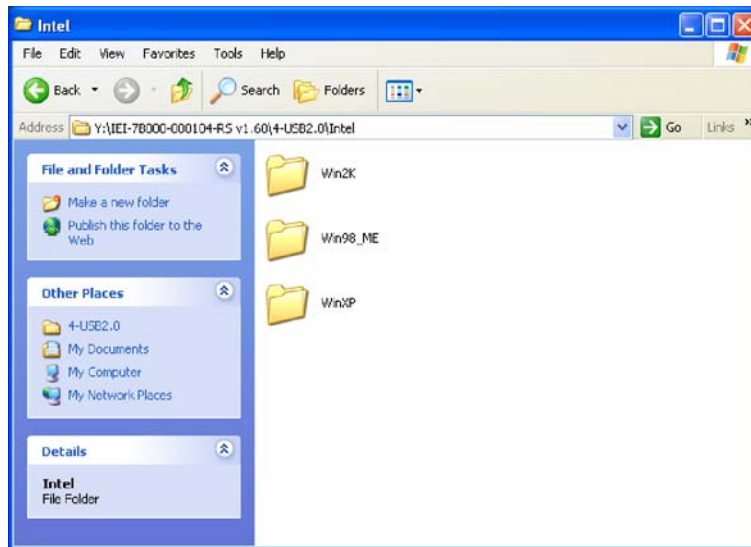 Intel
File Edit View Favorites Tools Help
Back Search Folders
Address Y:\IEI-7B000-000104-RS v1.60\4-USB2.0\Intel Go Links »
File and Folder Tasks
Make a new folder
Publish this folder to the
Web
Other Places
4-USB2.0
My Documents
My Computer
My Network Places
Details
Intel
File Folder
Win2K
Win98_ME
WinXP